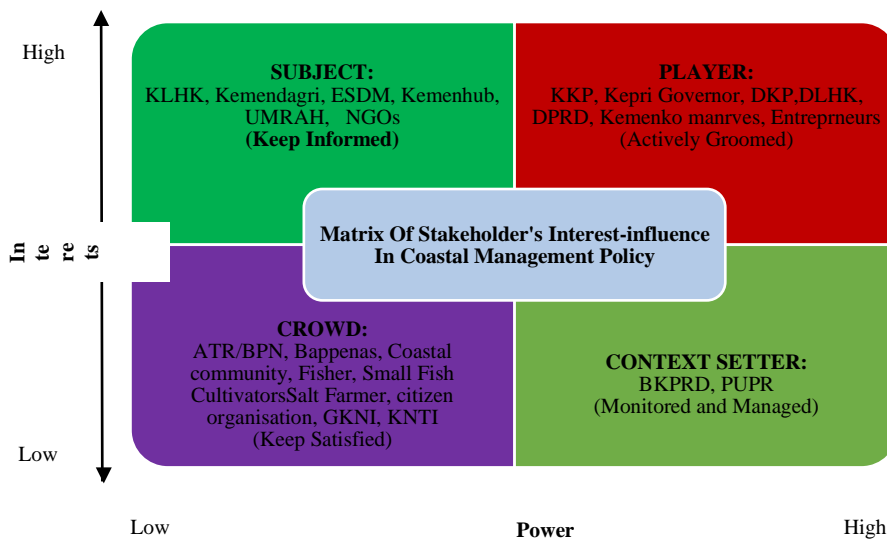 High
SUBJECT:
KLHK, Kemendagri, ESDM, Kemenhub,
UMRAH, NGOs
(Keep Informed)
PLAYER:
KKP, Kepri Governor, DKP,DLHK,
DPRD, Kemenko manrves, Entreprneurs
(Actively Groomed)
In
te
re
ts
Matrix Of Stakeholder's Interest-influence
In Coastal Management Policy
CROWD:
ATR/BPN, Bappenas, Coastal
community, Fisher, Small Fish
CultivatorsSalt Farmer, citizen
organisation, GKNI, KNTI
(Keep Satisfied)
CONTEXT SETTER:
BKPRD, PUPR
(Monitored and Managed)
Low
Low
Power
High